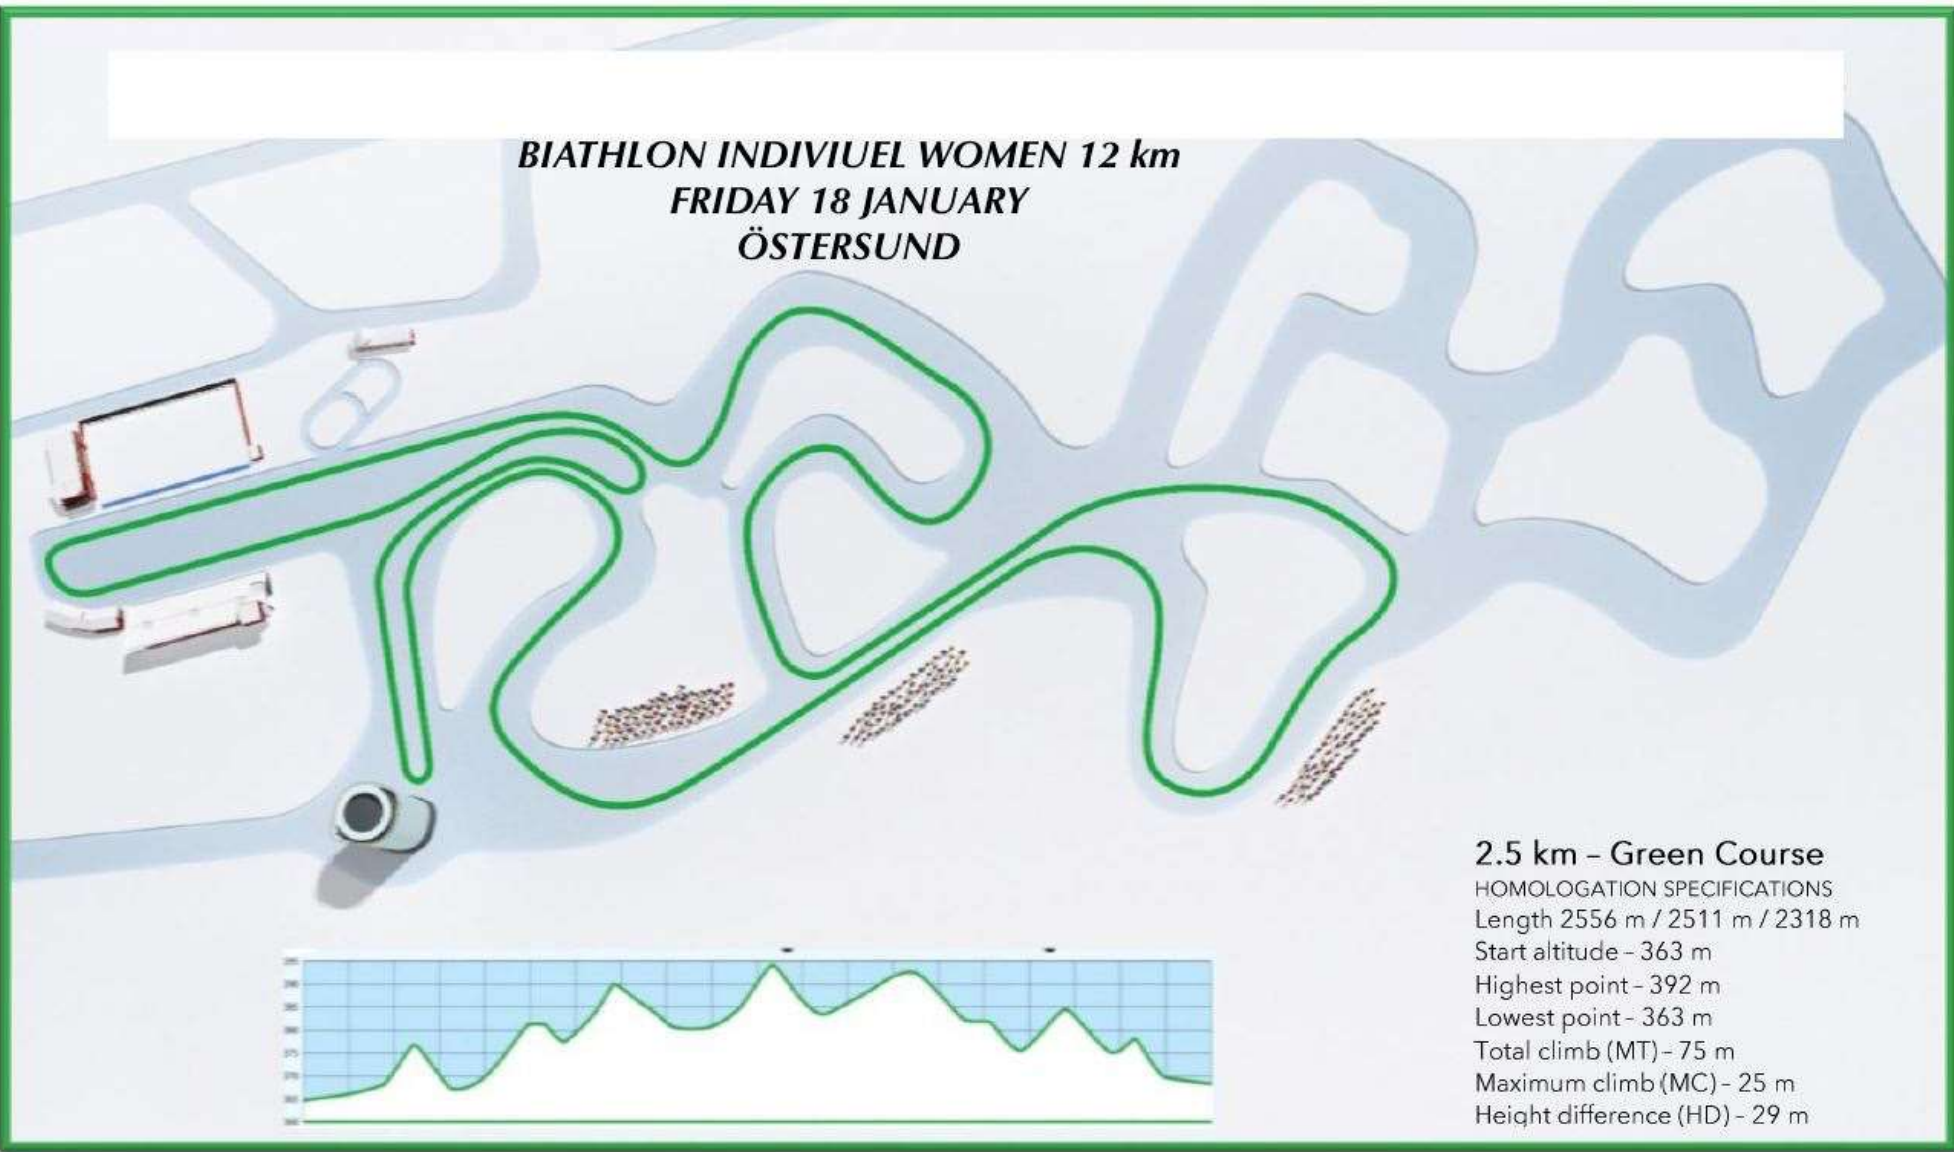 BIATHLON INDIVIUEL WOMEN 12 km
FRIDAY 18 JANUARY
ÖSTERSUND
2.5 km – Green Course
HOMOLOGATION SPECIFICATIONS
Length 2556 m / 2511 m / 2318 m
Start altitude – 363 m
Highest point – 392 m
Lowest point – 363 m
Total climb (MT) – 75 m
Maximum climb (MC) – 25 m
Height difference (HD) – 29 m